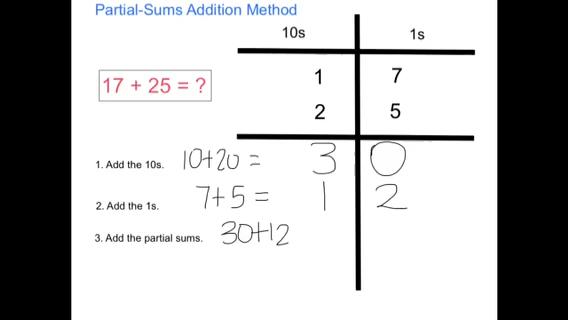 Partial-Sums Addition Method
10s 1s
17 + 25 = ?
1 7
2 5
1. Add the 10s. 10+20 = 3 0
2. Add the 1s. 7+5 = 1 2
3. Add the partial sums. 30+12